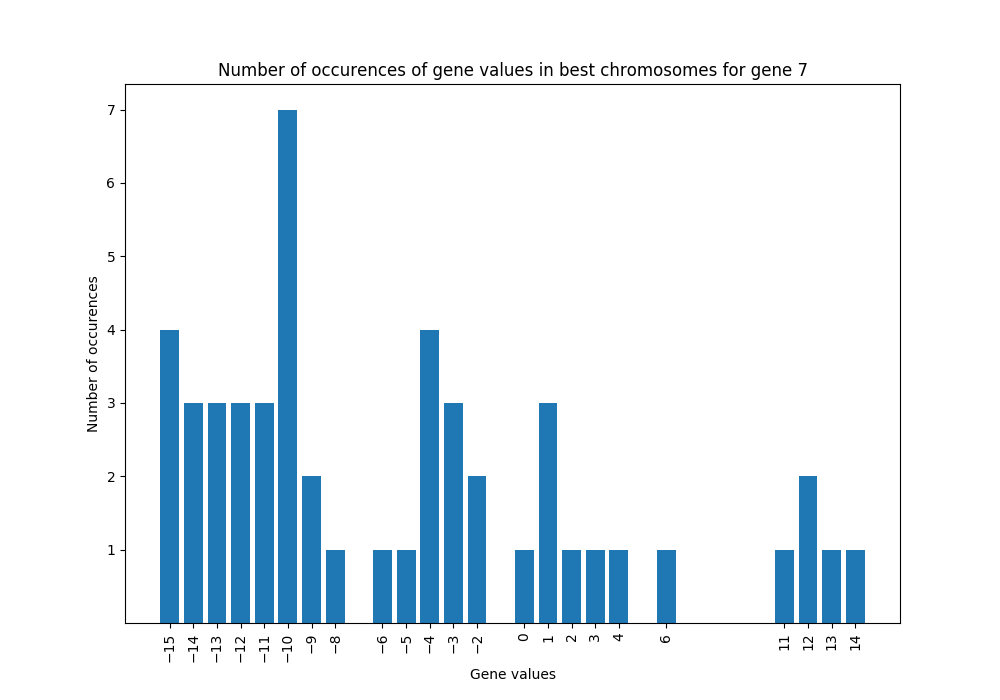 Number of occurences of gene values in best chromosomes for gene 7
Number of occurences
7
6
5
4
3
2
1
−15 −14 −13 −12 −11 −10 −9 −8 −6 −5 −4 −3 −2 0 1 2 3 4 6 11 12 13 14
Gene values